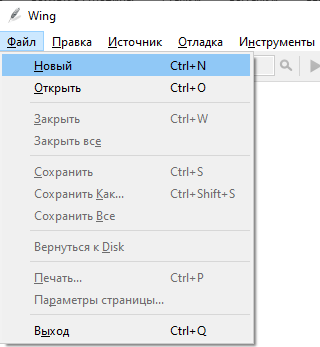 Wing
Файл Правка Источник Отладка Инструменты
Новый Ctrl+N
Открыть Ctrl+O
Закрыть Ctrl+W
Закрыть все
Сохранить Ctrl+S
Сохранить Как... Ctrl+Shift+S
Сохранить Все
Вернуться к Disk
Печать... Ctrl+P
Параметры страницы...
Выход Ctrl+Q